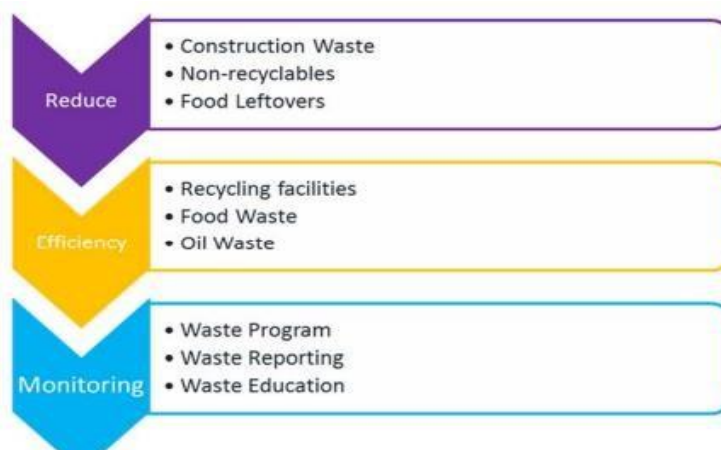 Reduce
• Construction Waste
• Non-recyclables
• Food Leftovers
Efficiency
• Recycling facilities
• Food Waste
• Oil Waste
Monitoring
• Waste Program
• Waste Reporting
• Waste Education